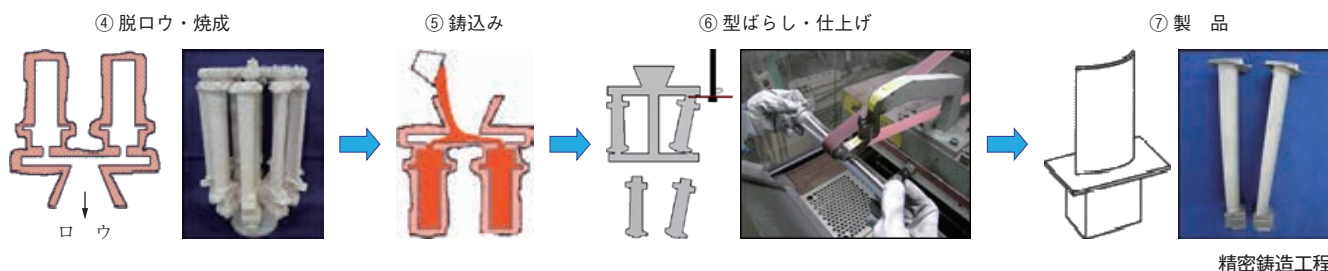 ④ 脱ロウ・焼成
⑤ 鋳込み
⑥ 型ばらし・仕上げ
⑦ 製　品
ロ　ウ
精密鋳造工程